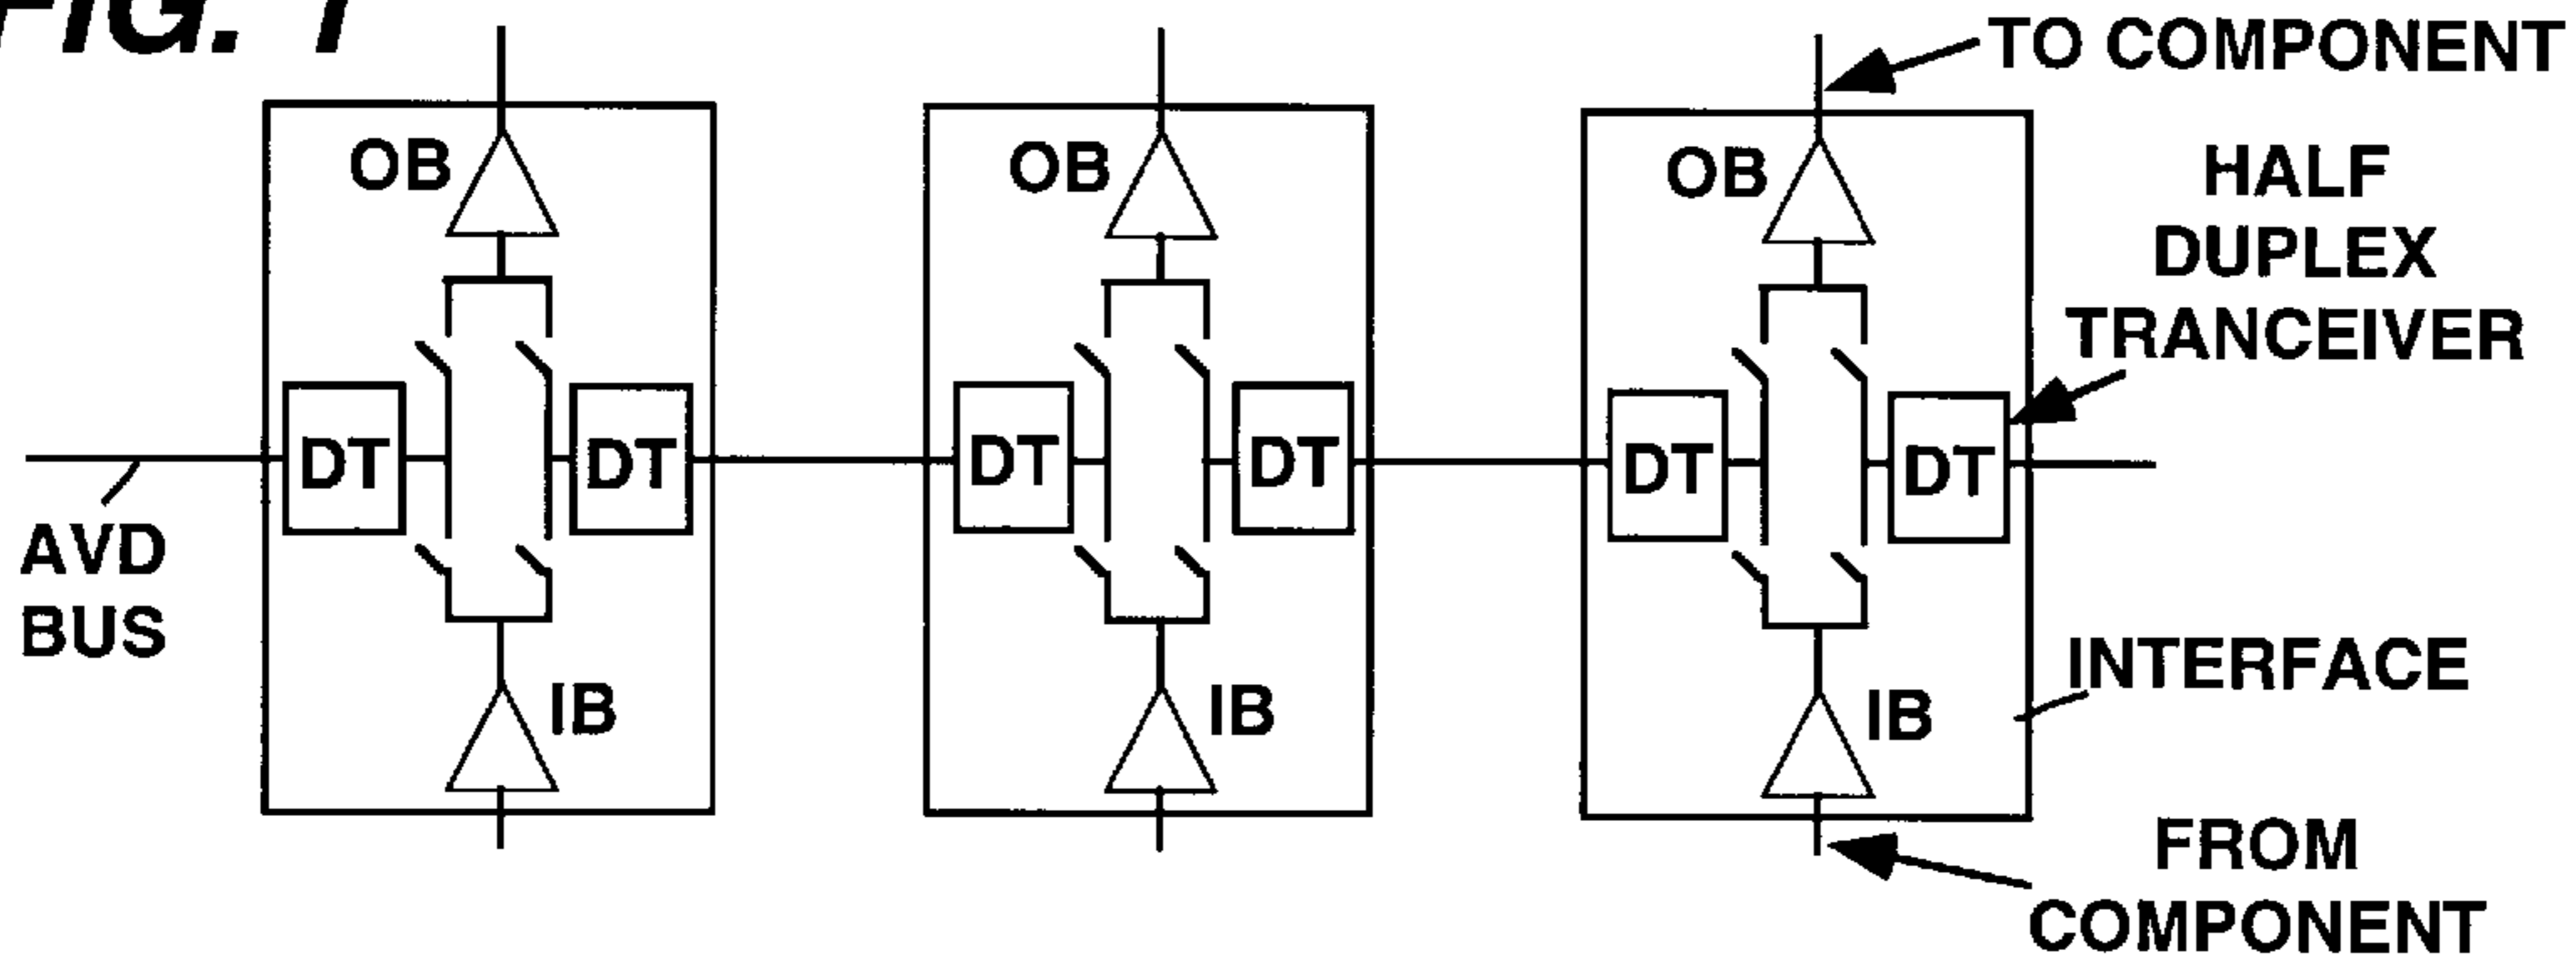 FIG. 1
TO COMPONENT
OB
OB
OB
HALF
DUPLEX
TRANCEIVER
DT
DT
DT
DT
DT
DT
AVD
BUS
INTERFACE
IB
IB
IB
FROM
COMPONENT